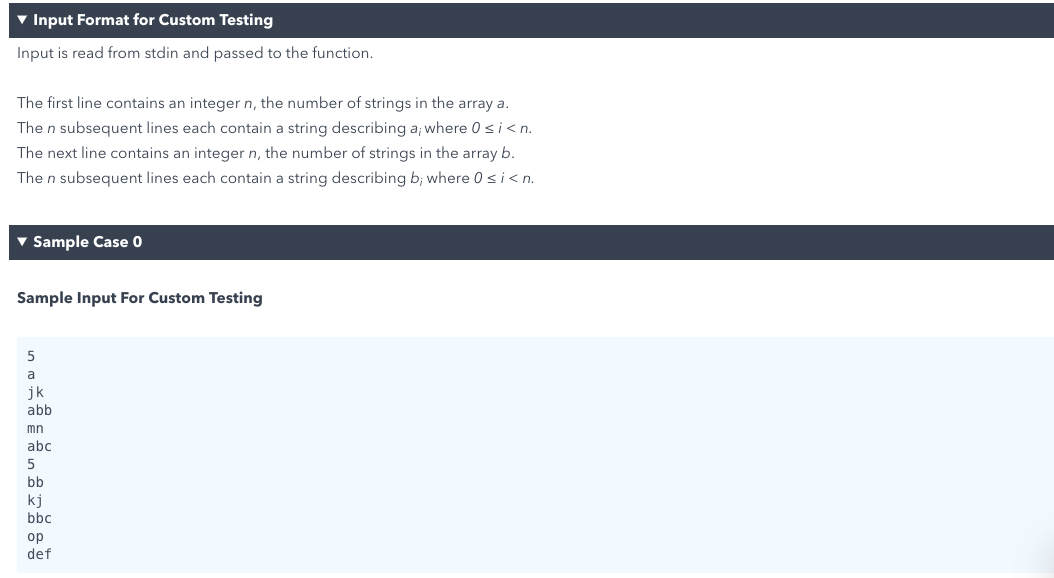 ▼ Input Format for Custom Testing
Input is read from stdin and passed to the function.
The first line contains an integer n, the number of strings in the array a.
The n subsequent lines each contain a string describing aᵢ where 0 ≤ i < n.
The next line contains an integer n, the number of strings in the array b.
The n subsequent lines each contain a string describing bᵢ where 0 ≤ i < n.
▼ Sample Case 0
Sample Input For Custom Testing
5
a
jk
abb
mn
abc
5
bb
kj
bbc
op
def